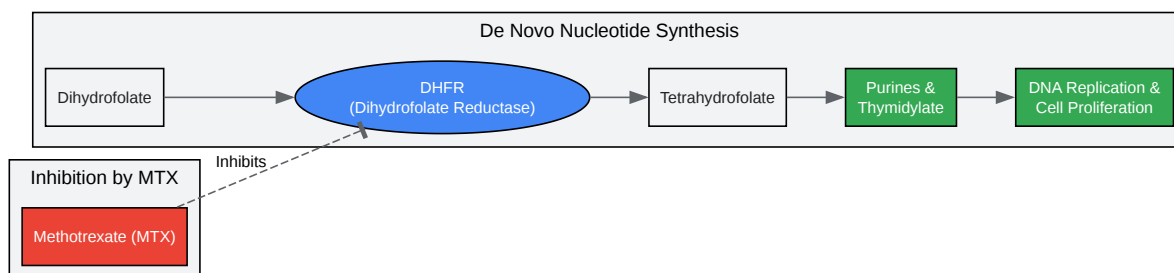 De Novo Nucleotide Synthesis
Dihydrofolate
DHFR
(Dihydrofolate Reductase)
Tetrahydrofolate
Purines &
Thymidylate
DNA Replication &
Cell Proliferation
Inhibits
Inhibition by MTX
Methotrexate (MTX)